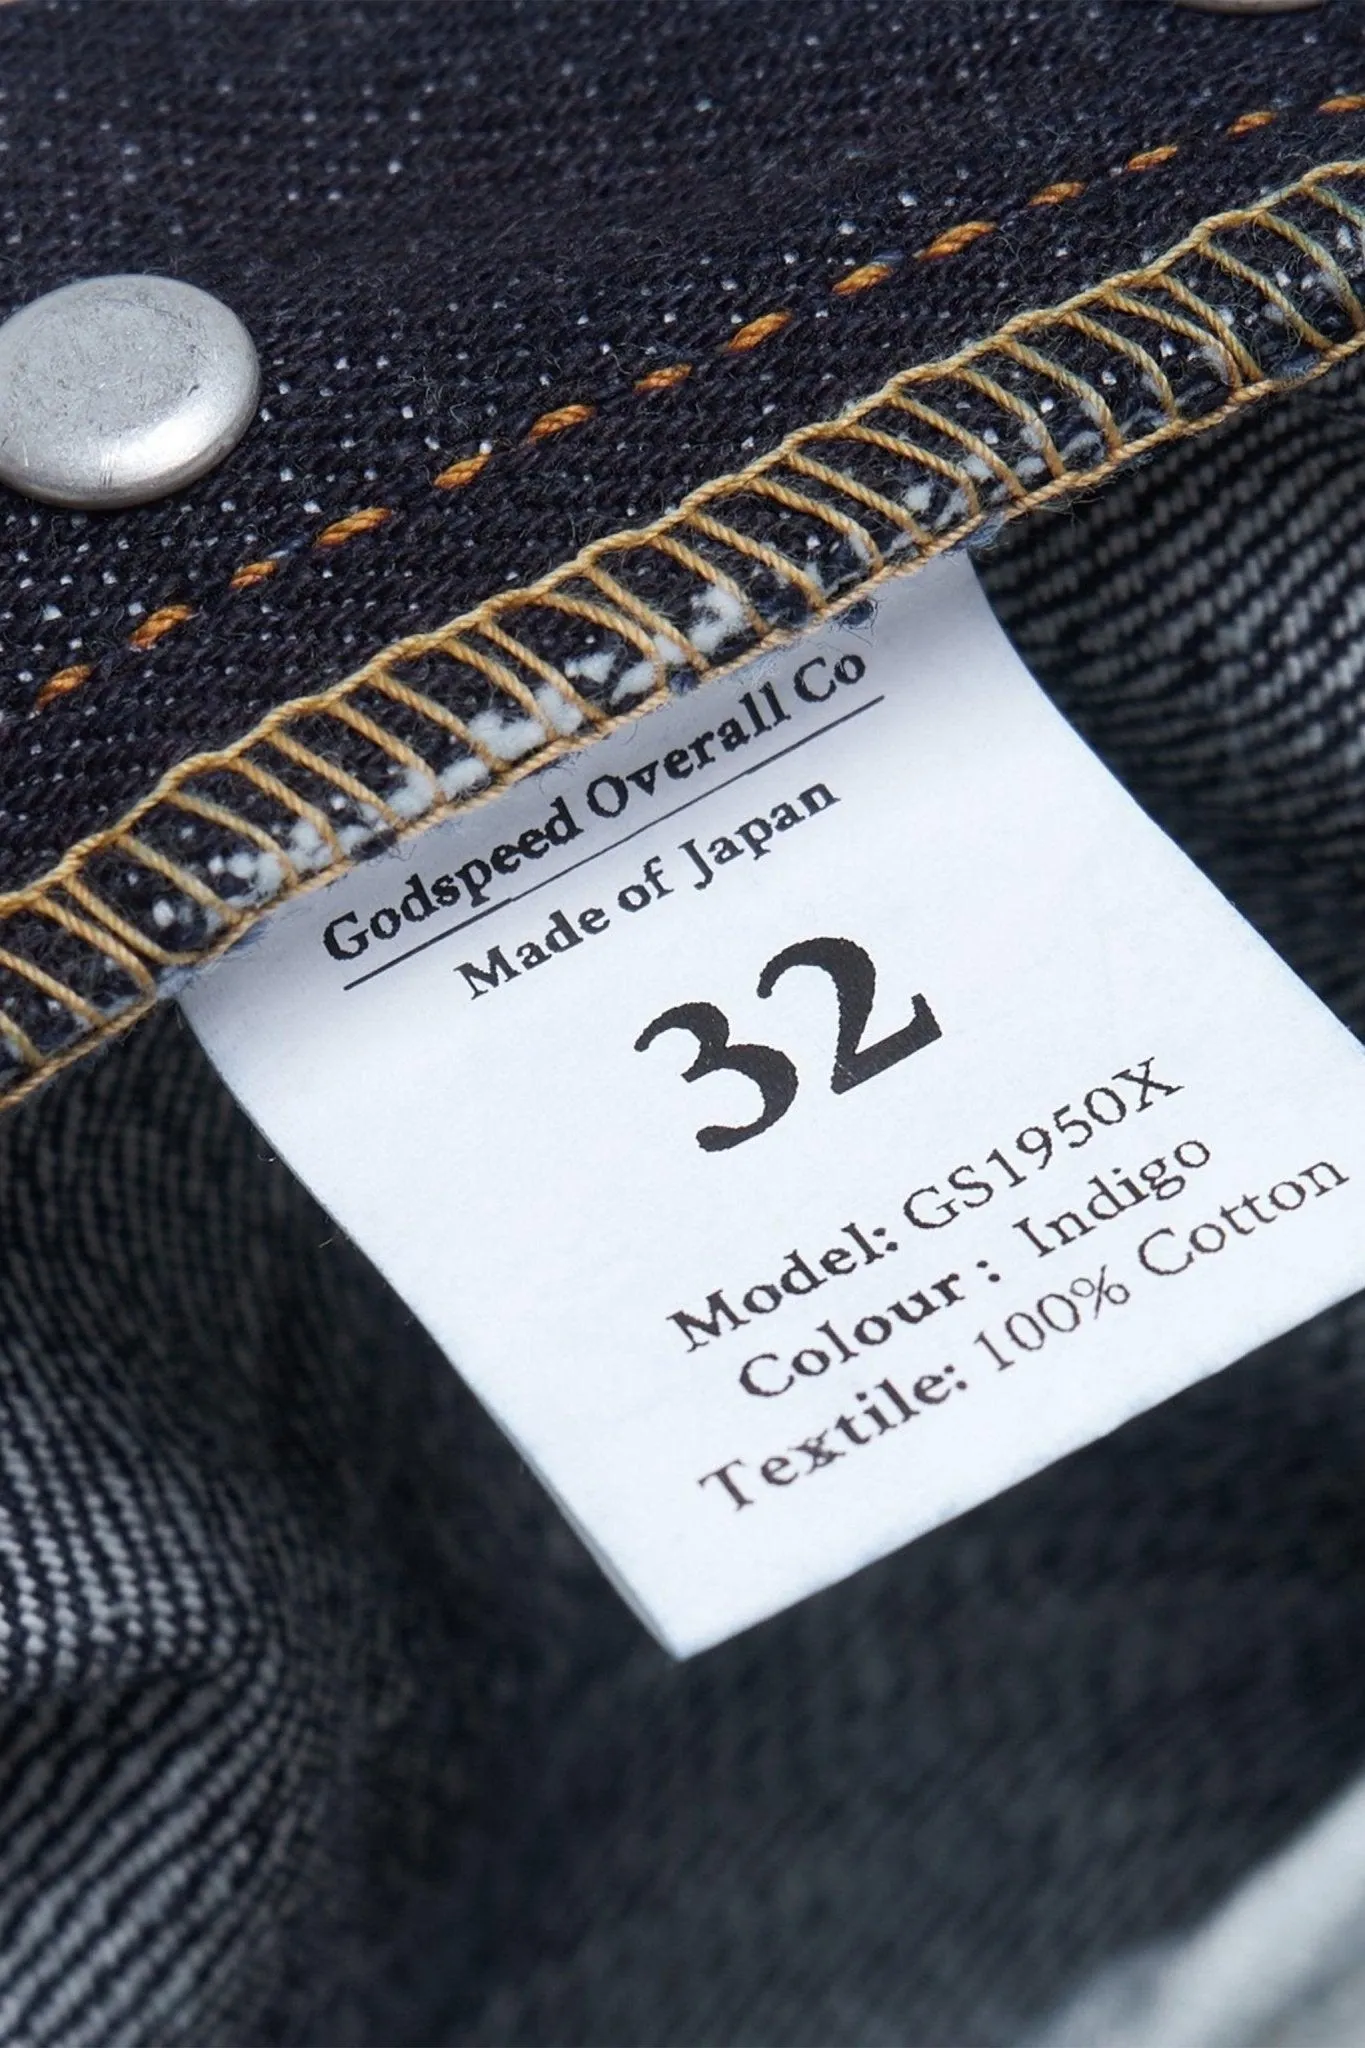 Godspeed Overall Co
Made of Japan
32
Model: GS1950X
Colour : Indigo
Textile: 100% Cotton